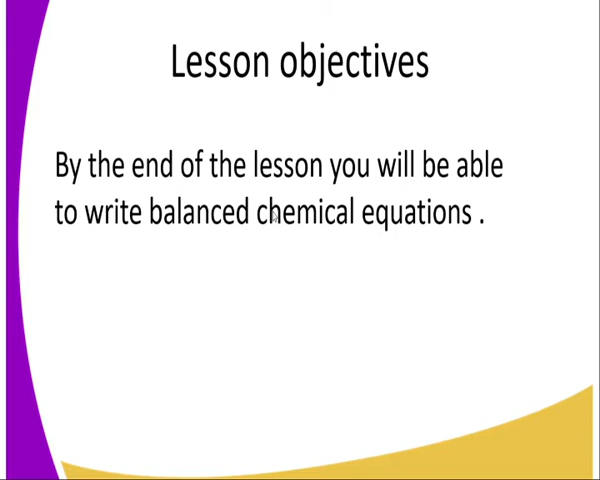 Lesson objectives
By the end of the lesson you will be able
to write balanced chemical equations .